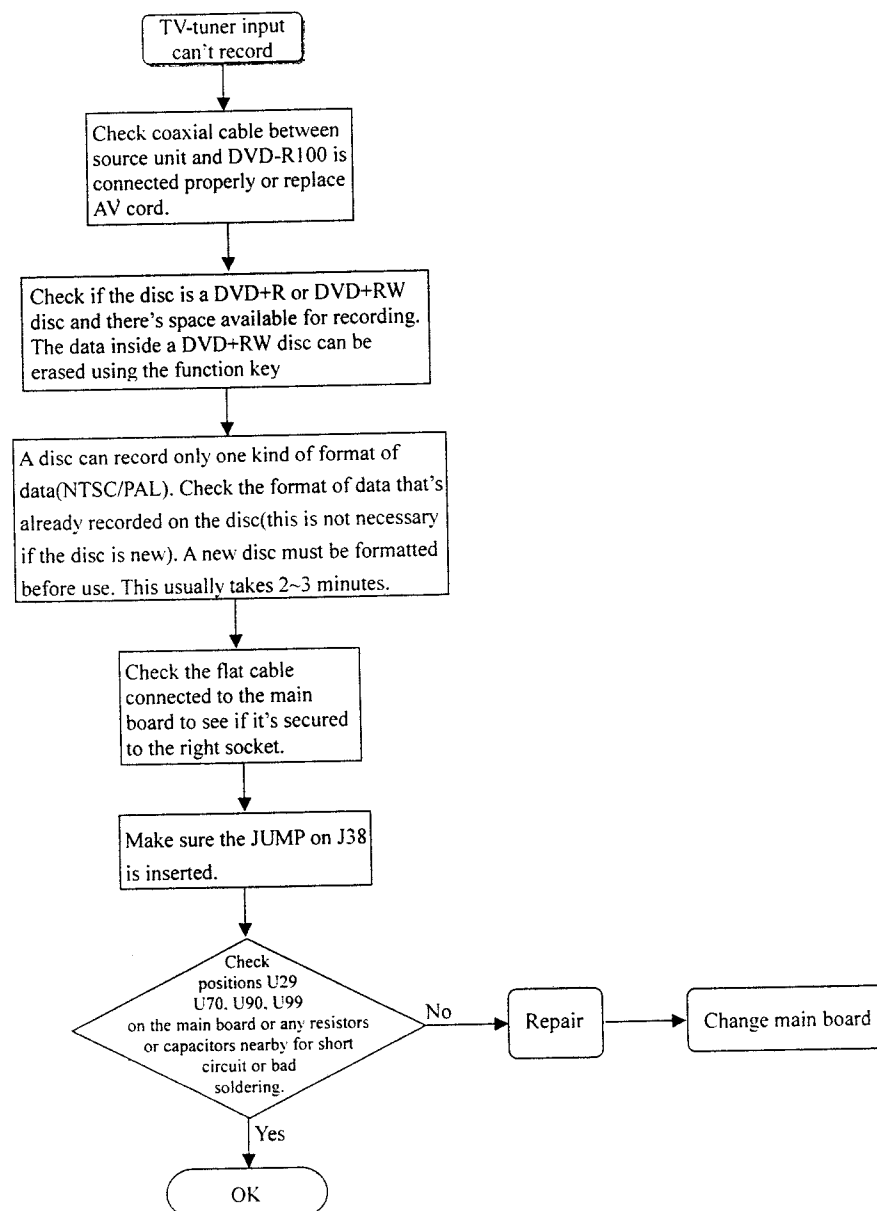 TV-tuner input
can't record
Check coaxial cable between
source unit and DVD-R100 is
connected properly or replace
AV cord.
Check if the disc is a DVD+R or DVD+RW
disc and there's space available for recording.
The data inside a DVD+RW disc can be
erased using the function key
A disc can record only one kind of format of
data(NTSC/PAL). Check the format of data that's
already recorded on the disc(this is not necessary
if the disc is new). A new disc must be formatted
before use. This usually takes 2~3 minutes.
Check the flat cable
connected to the main
board to see if it's secured
to the right socket.
Make sure the JUMP on J38
is inserted.
Check
positions U29
U70, U90, U99
on the main board or any resistors
or capacitors nearby for short
circuit or bad
soldering.
No
Repair
Change main board
Yes
OK